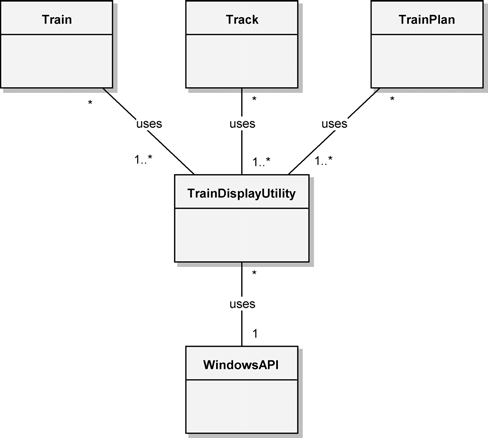 Train Track TrainPlan
* * *
uses uses uses
1..* 1..* 1..*
TrainDisplayUtility
*
uses
1
WindowsAPI